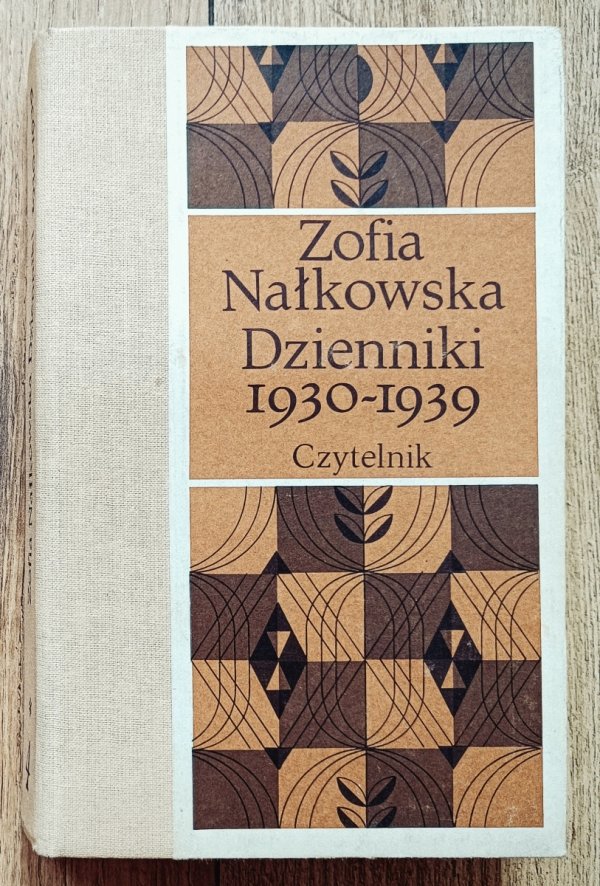 Zofia
Nałkowska
Dzienniki
1930-1939
Czytelnik